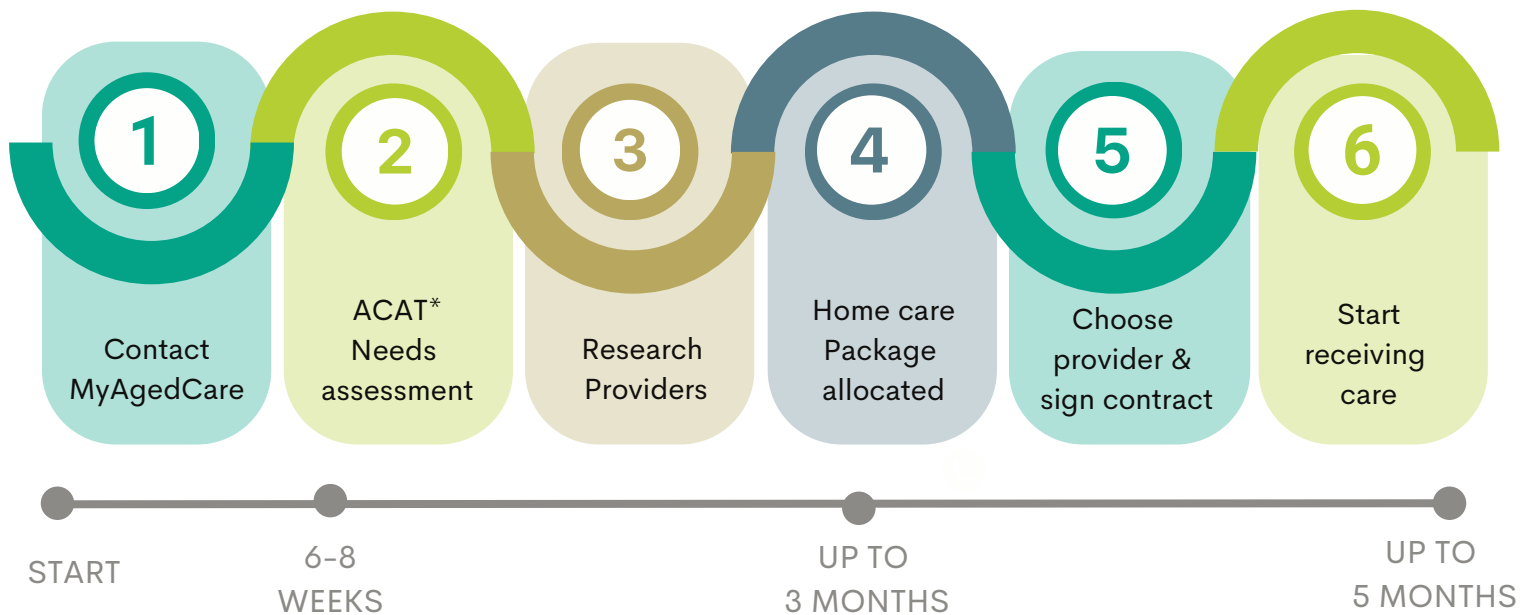 1
Contact
MyAgedCare
2
ACAT*
Needs
assessment
3
Research
Providers
4
Home care
Package
allocated
5
Choose
provider &
sign contract
6
Start
receiving
care
START
6-8
WEEKS
UP TO
3 MONTHS
UP TO
5 MONTHS